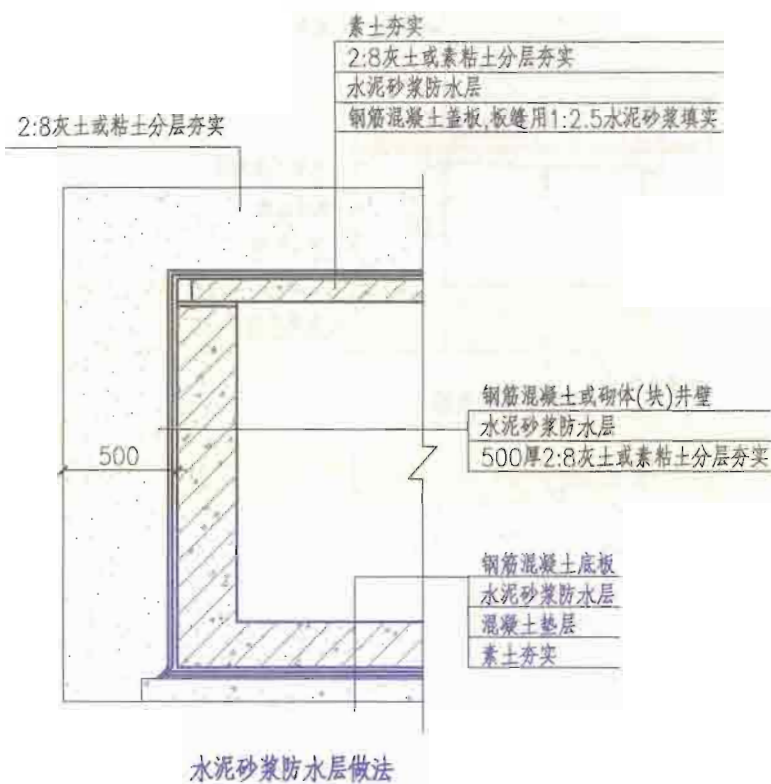 素土夯实
2:8灰土或素粘土分层夯实
水泥砂浆防水层
钢筋混凝土盖板,板缝用1:2.5水泥砂浆填实
2:8灰土或粘土分层夯实
钢筋混凝土或砌体(块)井壁
水泥砂浆防水层
500厚2:8灰土或素粘土分层夯实
500
钢筋混凝土底板
水泥砂浆防水层
混凝土垫层
素土夯实
水泥砂浆防水层做法